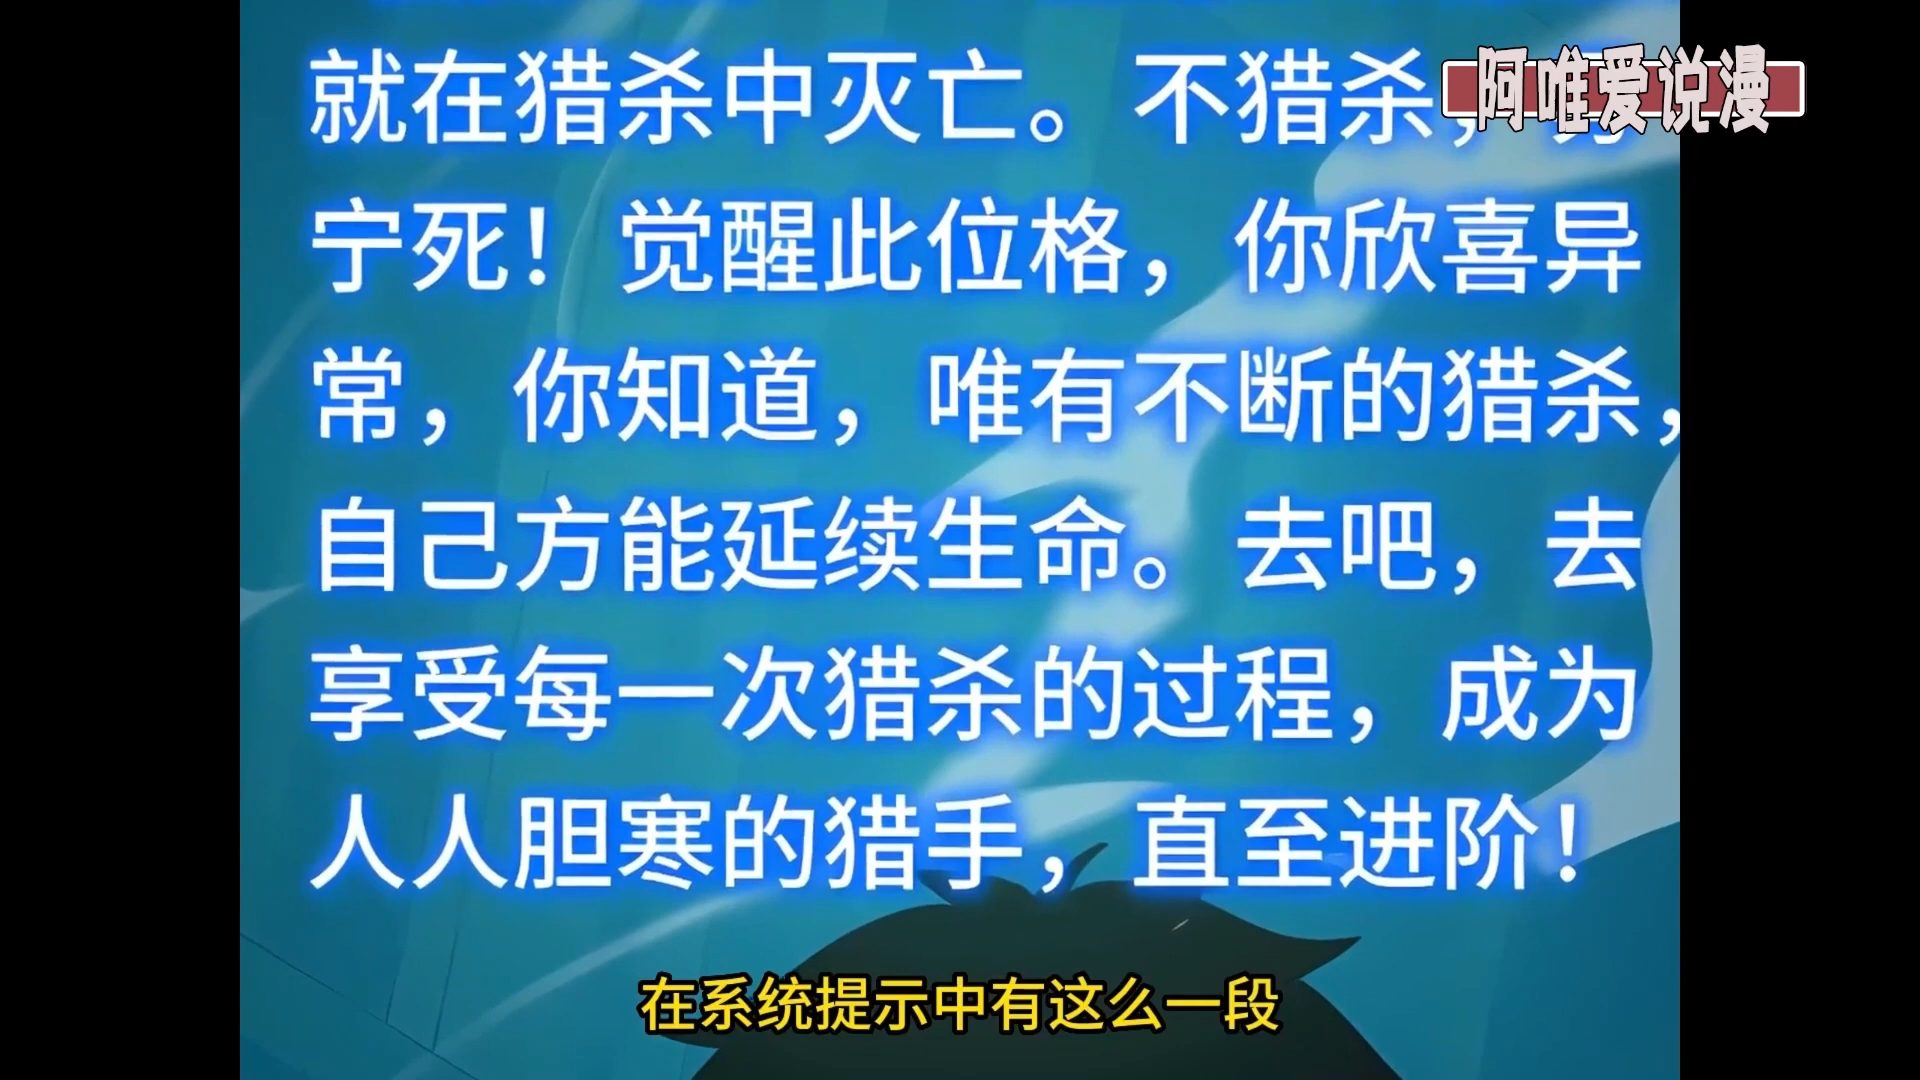 就在猎杀中灭亡。不猎杀，
阿唯爱说漫
宁死！觉醒此位格，你欣喜异
常，你知道，唯有不断的猎杀，
自己方能延续生命。去吧，去
享受每一次猎杀的过程，成为
人人胆寒的猎手，直至进阶！
在系统提示中有这么一段